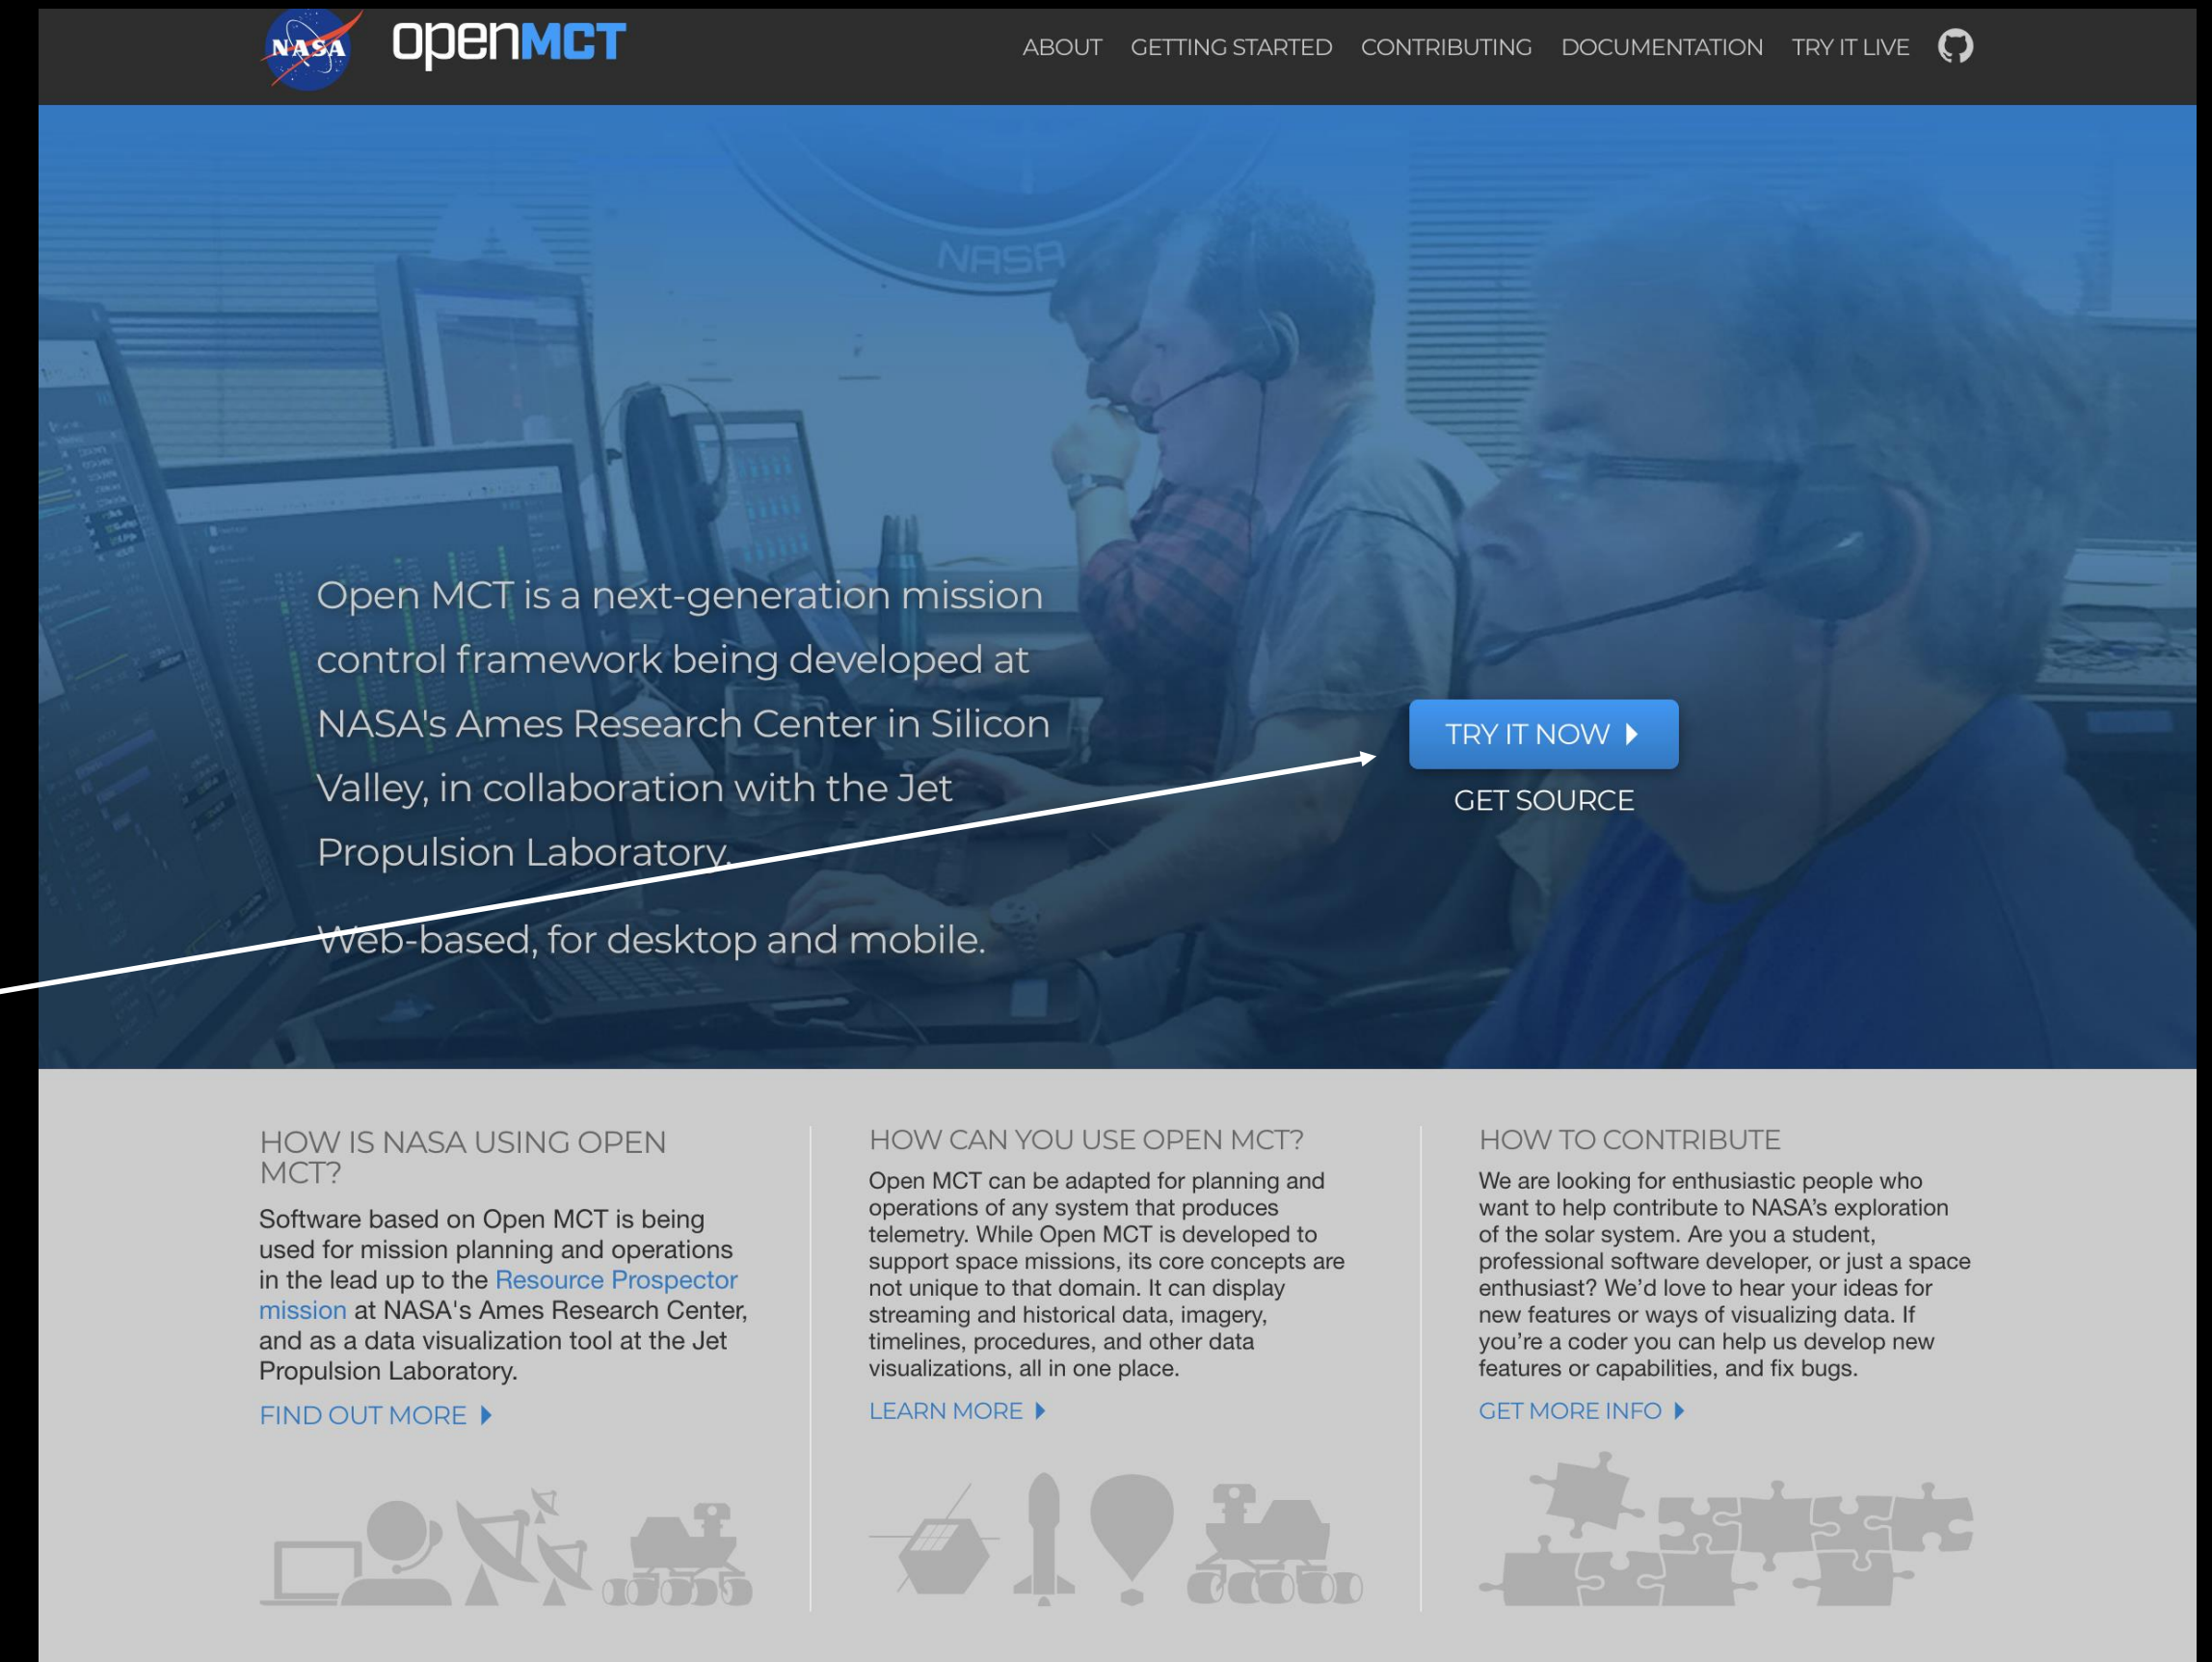 NASA
openMCT
ABOUT GETTING STARTED CONTRIBUTING DOCUMENTATION TRY IT LIVE
NASA
Open MCT is a next-generation mission
control framework being developed at
NASA's Ames Research Center in Silicon
Valley, in collaboration with the Jet
Propulsion Laboratory.
Web-based, for desktop and mobile.
TRY IT NOW
GET SOURCE
HOW IS NASA USING OPEN
MCT?
Software based on Open MCT is being
used for mission planning and operations
in the lead up to the Resource Prospector
mission at NASA's Ames Research Center,
and as a data visualization tool at the Jet
Propulsion Laboratory.
FIND OUT MORE
HOW CAN YOU USE OPEN MCT?
Open MCT can be adapted for planning and
operations of any system that produces
telemetry. While Open MCT is developed to
support space missions, its core concepts are
not unique to that domain. It can display
streaming and historical data, imagery,
timelines, procedures, and other data
visualizations, all in one place.
LEARN MORE
HOW TO CONTRIBUTE
We are looking for enthusiastic people who
want to help contribute to NASA’s exploration
of the solar system. Are you a student,
professional software developer, or just a space
enthusiast? We’d love to hear your ideas for
new features or ways of visualizing data. If
you’re a coder you can help us develop new
features or capabilities, and fix bugs.
GET MORE INFO